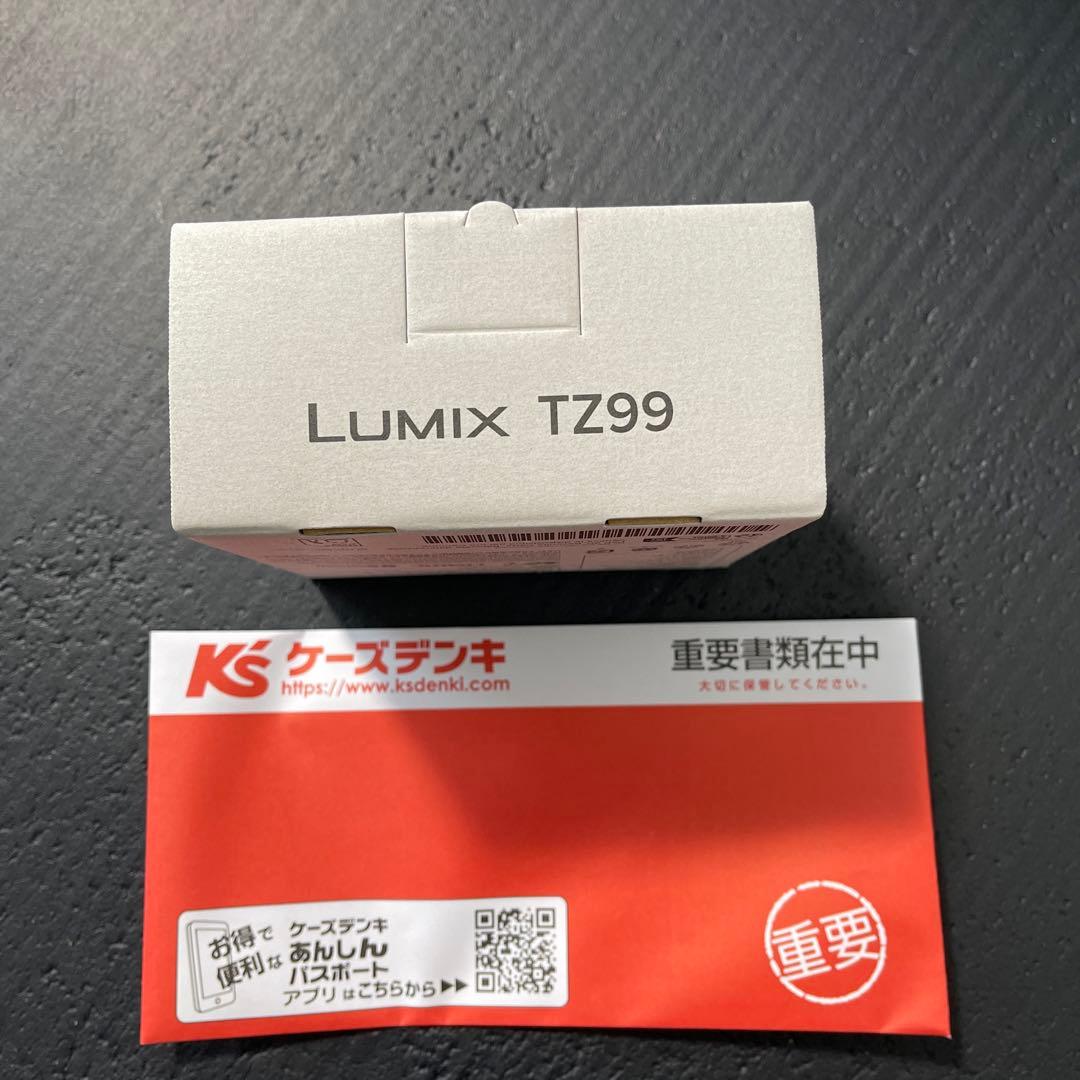 LUMIX TZ99
K's ケーズデンキ
https://www.ksdenki.com
重要書類在中
大切に保管してください。
お得で
便利な
ケーズデンキ
あんしん
パスポート
アプリはこちらから▶▶
重要